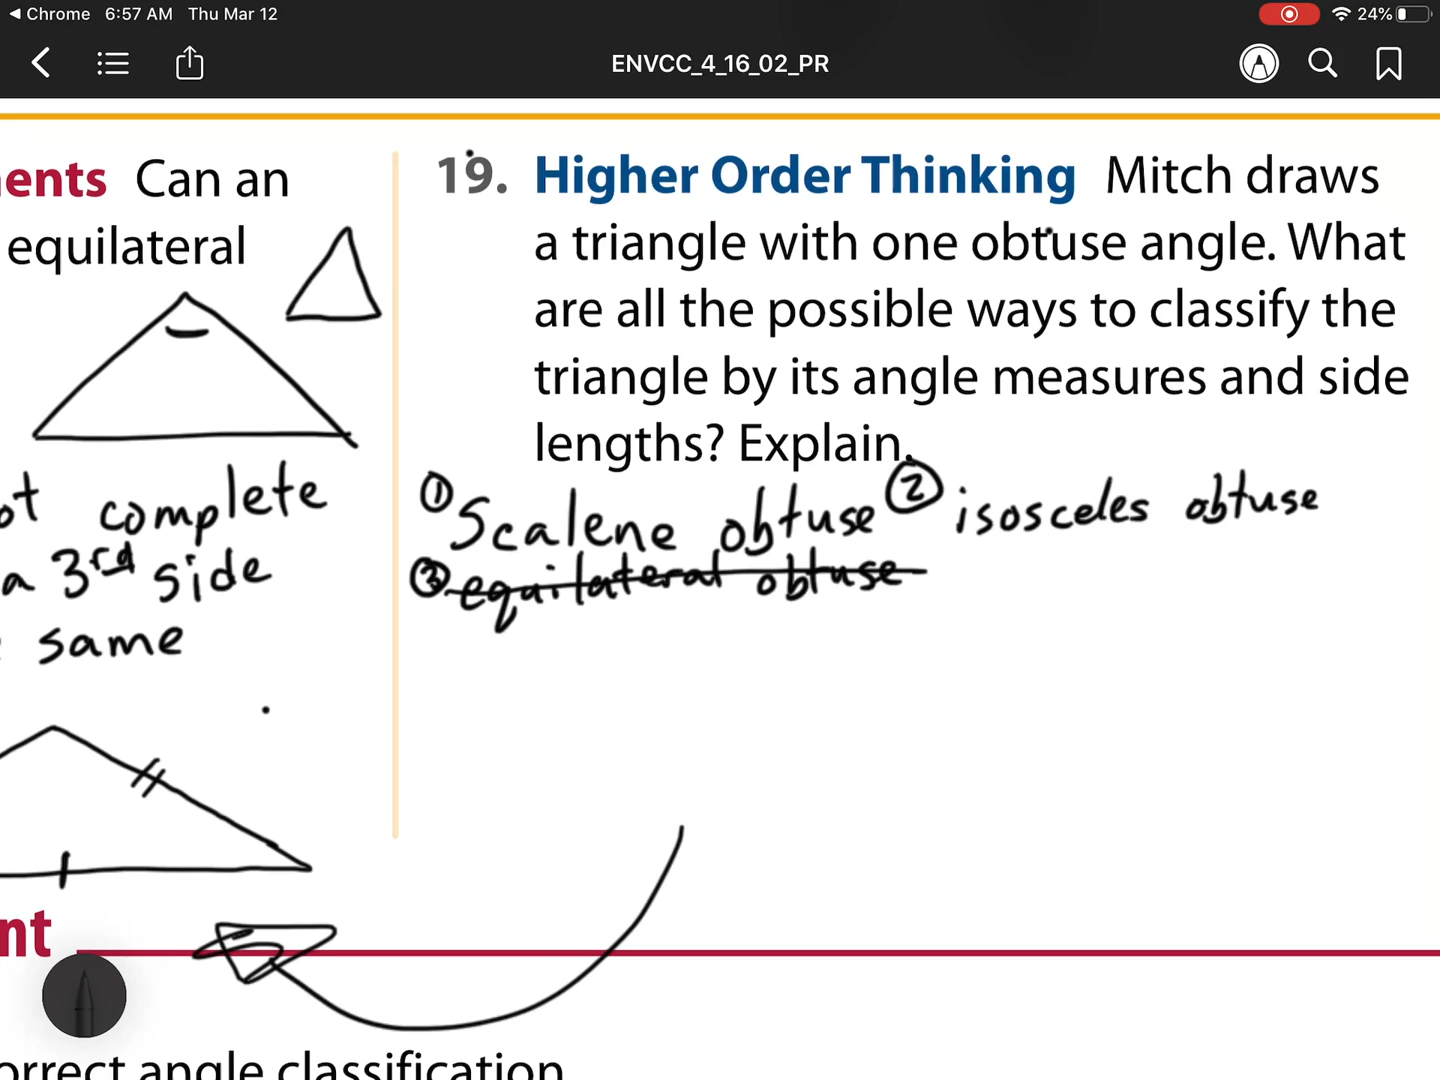 ◀ Chrome 6:57 AM Thu Mar 12 24%
ENVCC_4_16_02_PR
ents Can an
equilateral
ot complete
a 3rd side
same
19. Higher Order Thinking Mitch draws
a triangle with one obtuse angle. What
are all the possible ways to classify the
triangle by its angle measures and side
lengths? Explain.
① Scalene obtuse ② isosceles obtuse
③ equilateral obtuse
nt
orrect angle classification